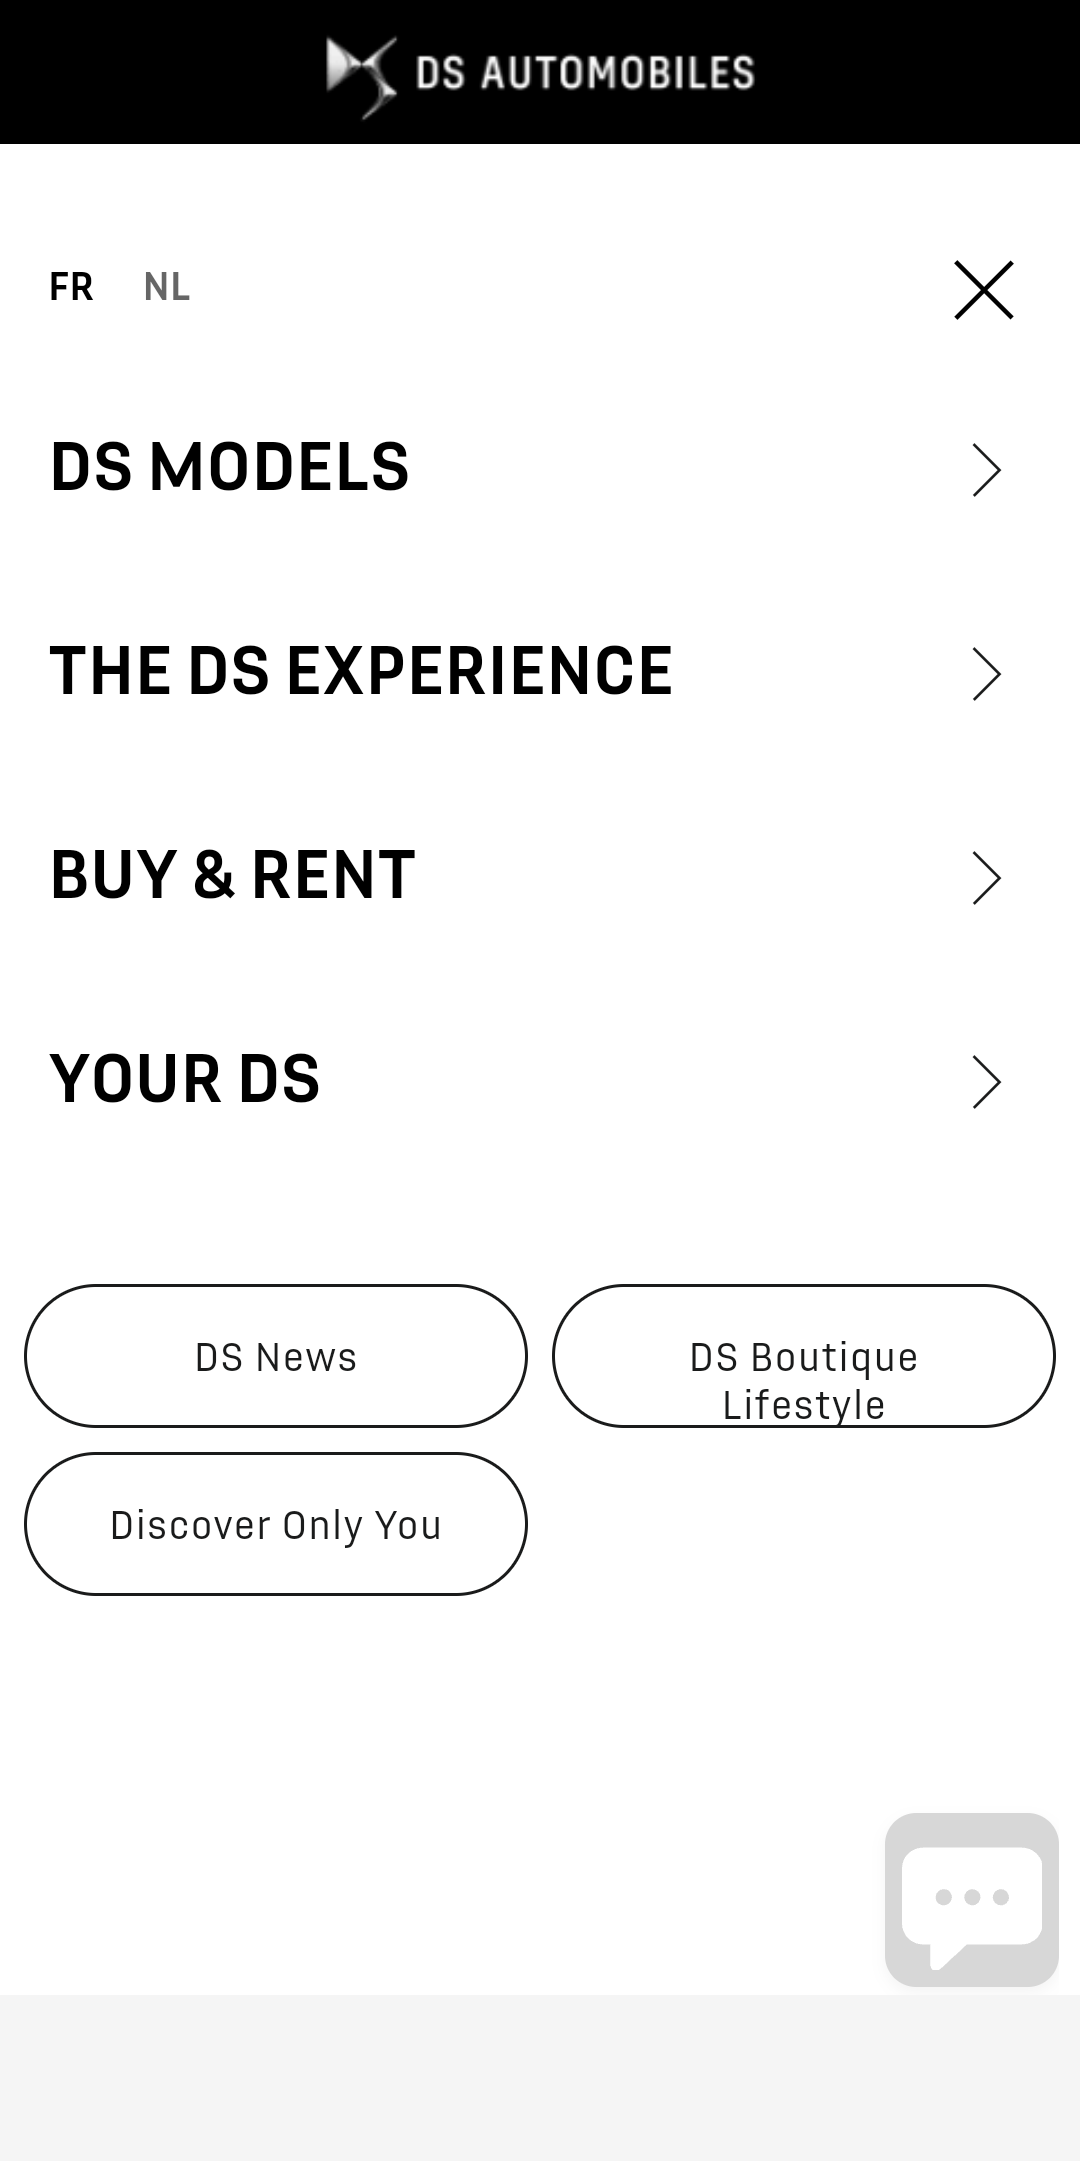 DS AUTOMOBILES
FR NL
DS MODELS
THE DS EXPERIENCE
BUY & RENT
YOUR DS
DS News
DS Boutique
Lifestyle
Discover Only You